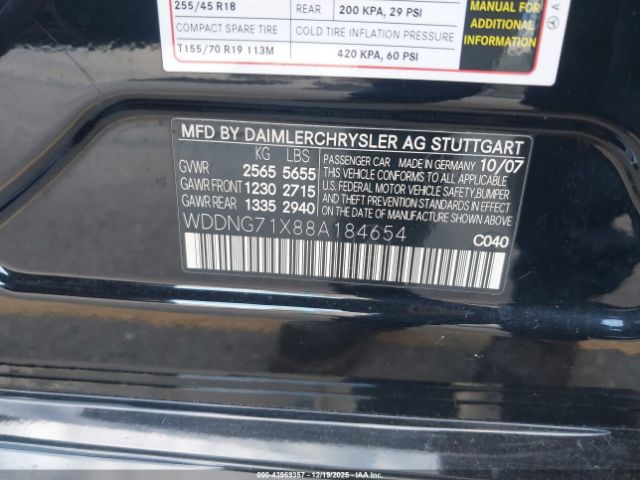 255/45 R18 REAR 200 KPA, 29 PSI
COMPACT SPARE TIRE COLD TIRE INFLATION PRESSURE
T155/70 R19 113M 420 KPA, 60 PSI
MANUAL FOR
ADDITIONAL
INFORMATION
MFD BY DAIMLERCHRYSLER AG STUTTGART
KG LBS
GVWR 2565 5655
GAWR FRONT 1230 2715
GAWR REAR 1335 2940
PASSENGER CAR MADE IN GERMANY 10/07
THIS VEHICLE CONFORMS TO ALL APPLICABLE
U.S. FEDERAL MOTOR VEHICLE SAFETY, BUMPER
AND THEFT PREVENTION STANDARDS IN EFFECT
ON THE DATE OF MANUFACTURE SHOWN ABOVE.
WDDNG71X88A184654
C040
000-43969357 - 12/19/2025 - IAAI.COM